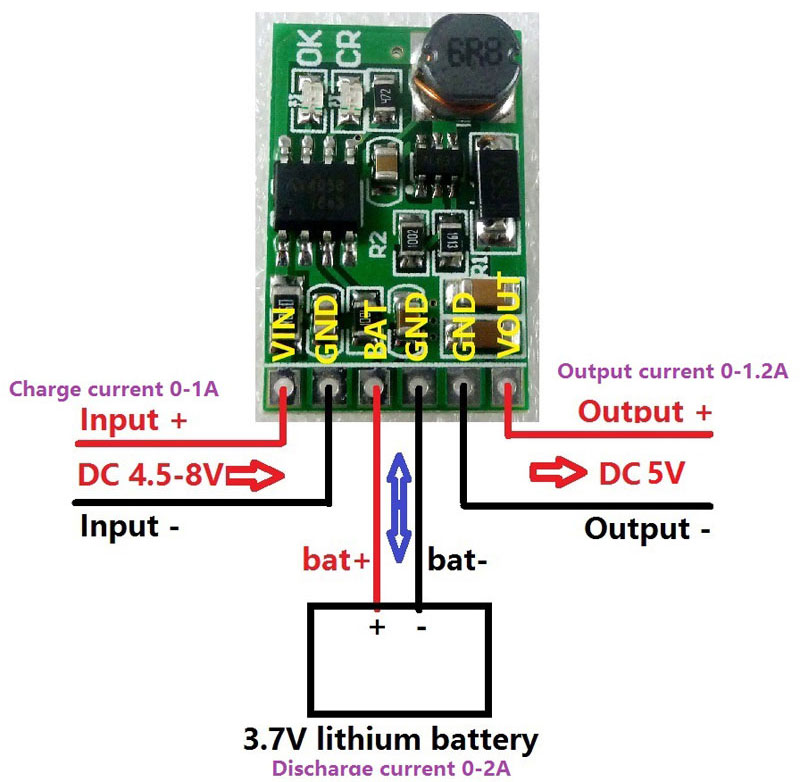 OK
CR
6R8
472
R2
1002
1913
R1
VIN
GND
BAT
GND
GND
VOUT
Charge current 0-1A
Output current 0-1.2A
Input +
Output +
DC 4.5-8V
DC 5V
Input -
Output -
bat+
bat-
+ -
3.7V lithium battery
Discharge current 0-2A